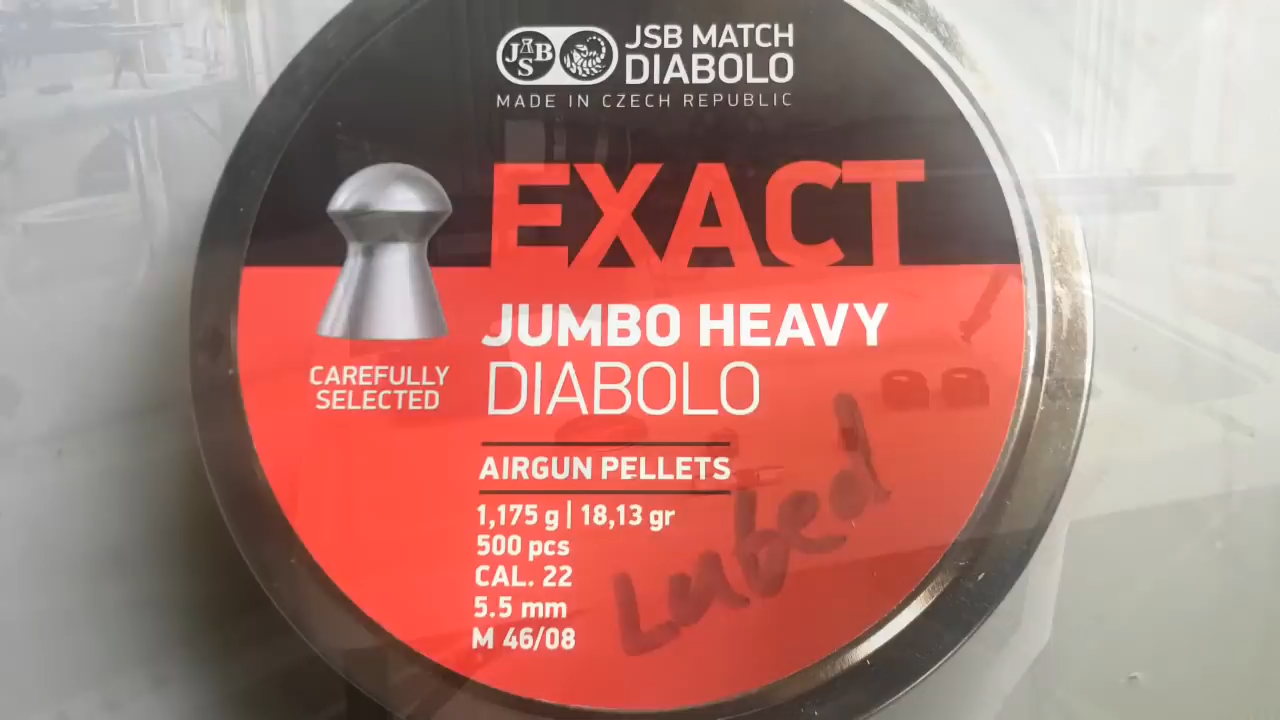 JSB
JSB MATCH
DIABOLO
MADE IN CZECH REPUBLIC
EXACT
JUMBO HEAVY
DIABOLO
CAREFULLY
SELECTED
AIRGUN PELLETS
1,175 g | 18,13 gr
500 pcs
CAL. 22
5.5 mm
M 46/08
Lubed